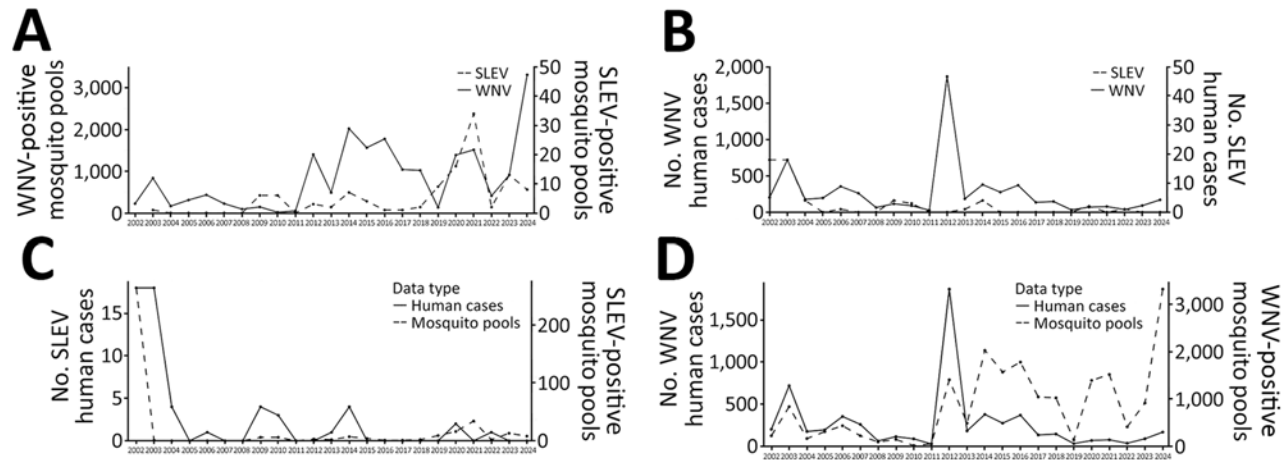 A
WNV-positive
mosquito pools
3,000
2,000
1,000
0
SLEV
WNV
50
40
30
20
10
0
SLEV-positive
mosquito pools
2002 2003 2004 2005 2006 2007 2008 2009 2010 2011 2012 2013 2014 2015 2016 2017 2018 2019 2020 2021 2022 2023 2024
B
No. WNV
human cases
2,000
1,500
1,000
500
0
SLEV
WNV
50
40
30
20
10
0
No. SLEV
human cases
2002 2003 2004 2005 2006 2007 2008 2009 2010 2011 2012 2013 2014 2015 2016 2017 2018 2019 2020 2021 2022 2023 2024
C
No. SLEV
human cases
15
10
5
0
Data type
Human cases
Mosquito pools
200
100
0
SLEV-positive
mosquito pools
2002 2003 2004 2005 2006 2007 2008 2009 2010 2011 2012 2013 2014 2015 2016 2017 2018 2019 2020 2021 2022 2023 2024
D
No. WNV
human cases
1,500
1,000
500
0
Data type
Human cases
Mosquito pools
3,000
2,000
1,000
0
WNV-positive
mosquito pools
2002 2003 2004 2005 2006 2007 2008 2009 2010 2011 2012 2013 2014 2015 2016 2017 2018 2019 2020 2021 2022 2023 2024